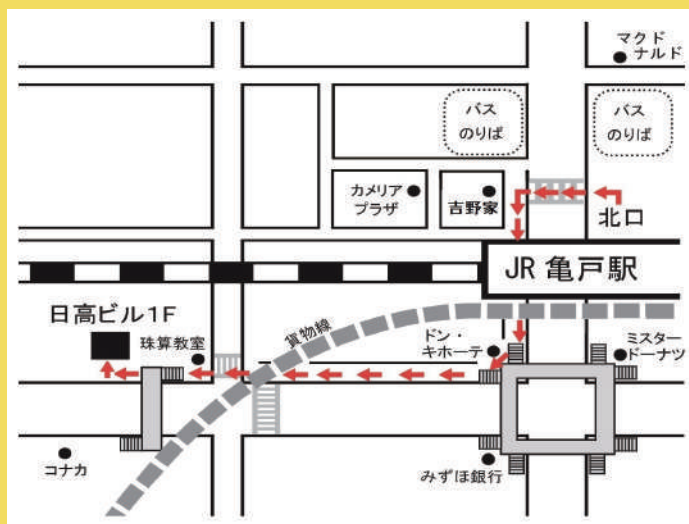 マクド
ナルド
バス
のりば
バス
のりば
カメリア
プラザ
吉野家
北口
JR 亀戸駅
日高ビル1F
珠算教室
貨物線
ドン・
キホーテ
ミスター
ドーナツ
コナカ
みずほ銀行